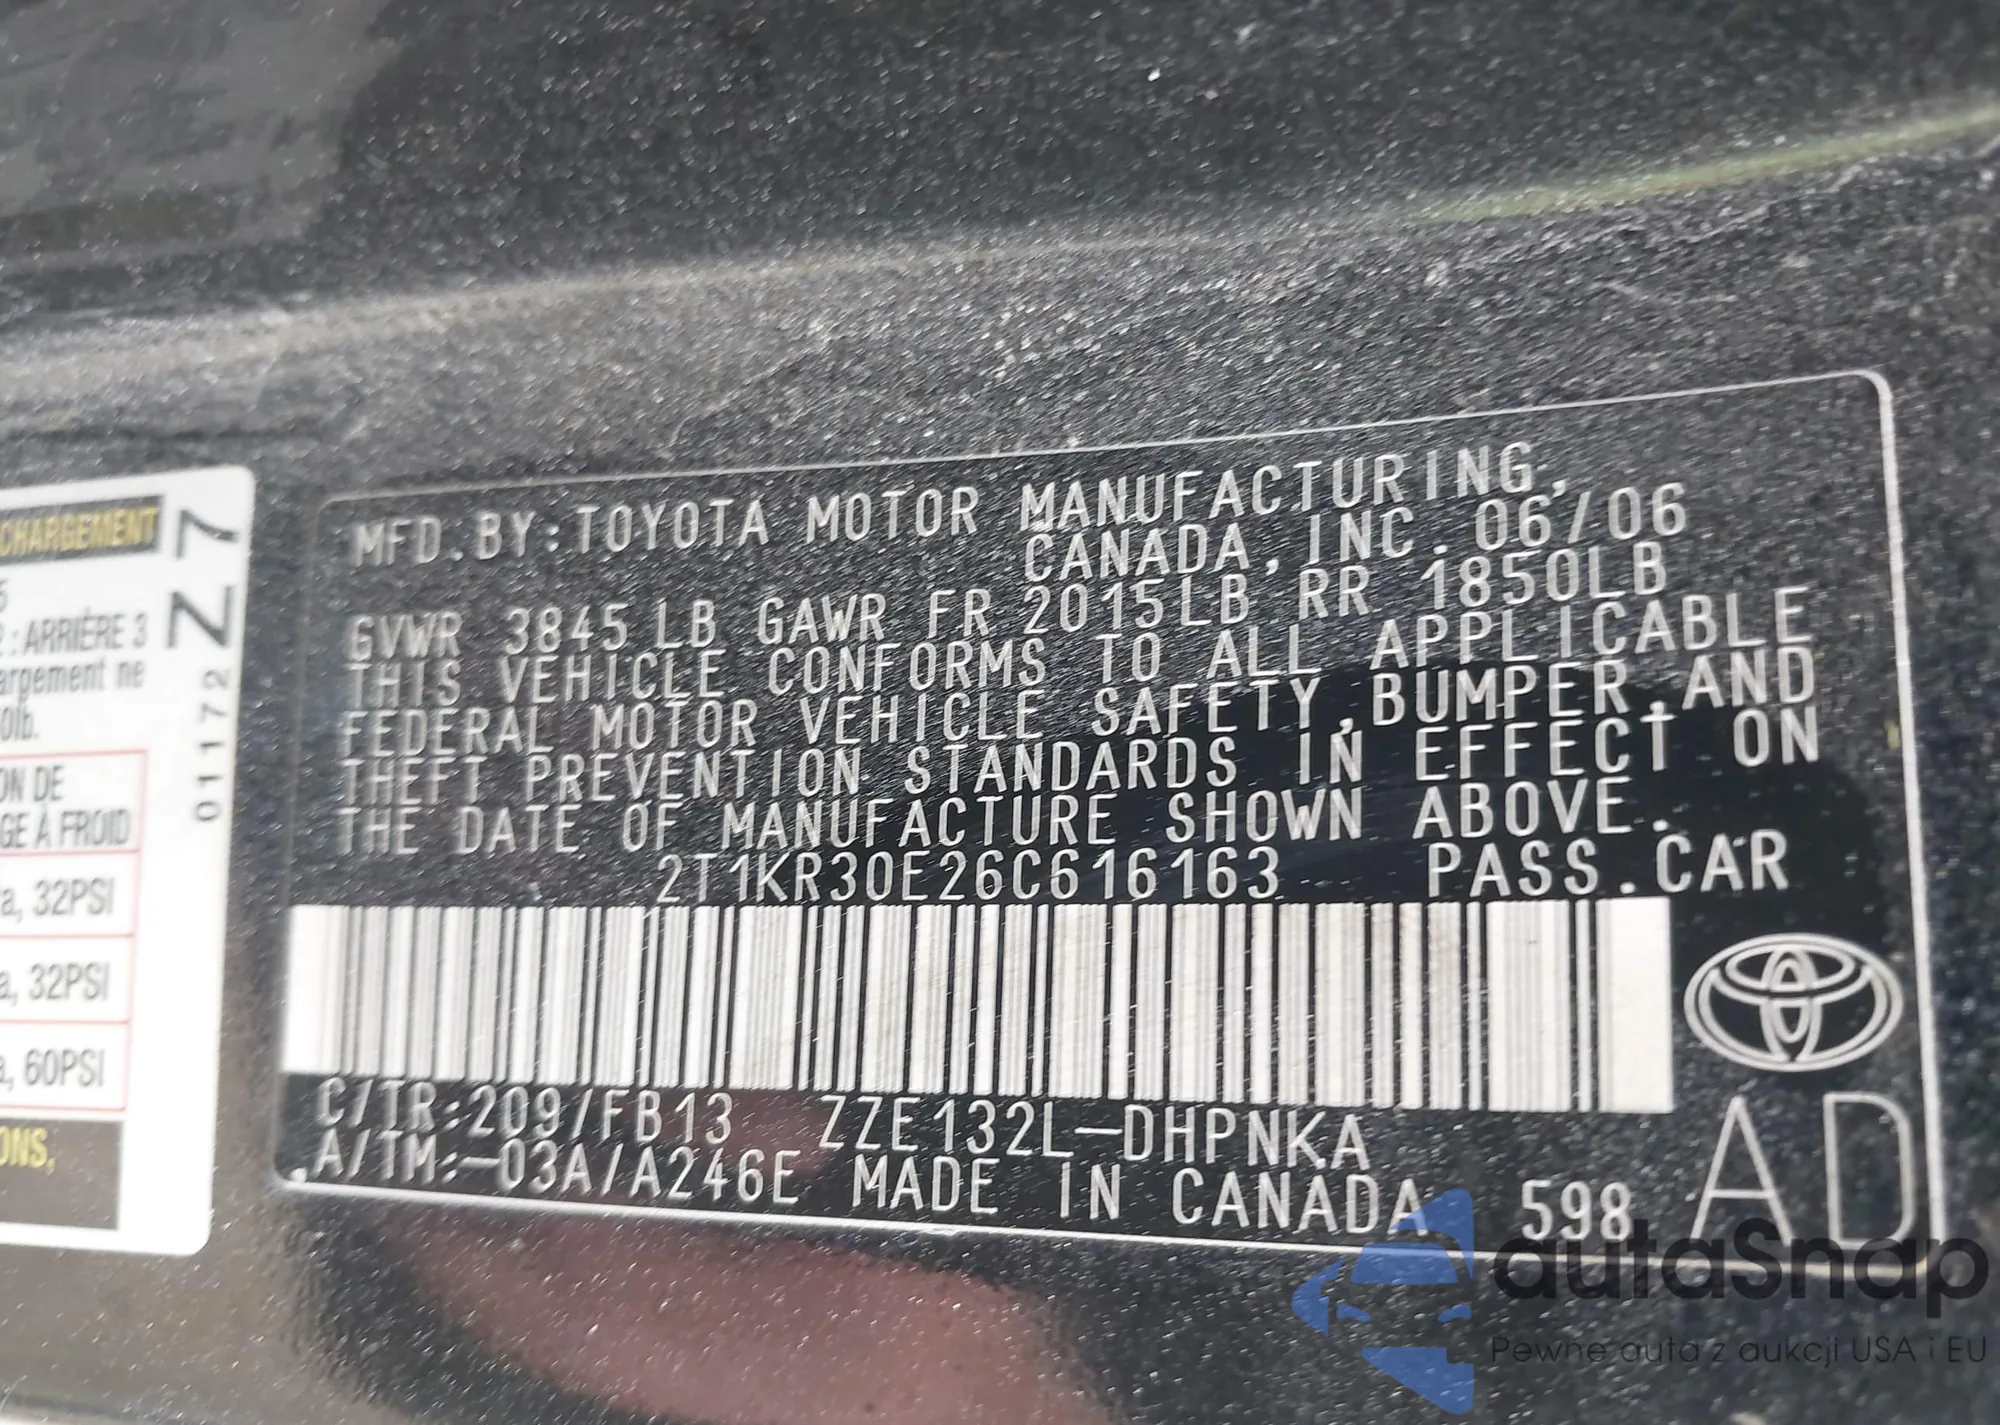 CHARGEMENT
5
2 : ARRIÈRE 3
argement ne
0lb.
ON DE
GE À FROID
a, 32PSI
a, 32PSI
a, 60PSI
ONS,
01172 Z7
MFD. BY: TOYOTA MOTOR MANUFACTURING,
CANADA, INC. 06/06
GVWR 3845 LB GAWR FR 2015LB RR 1850LB
THIS VEHICLE CONFORMS TO ALL APPLICABLE
FEDERAL MOTOR VEHICLE SAFETY, BUMPER, AND
THEFT PREVENTION STANDARDS IN EFFECT ON
THE DATE OF MANUFACTURE SHOWN ABOVE.
2T1KR30E26C616163 PASS. CAR
C/TR:209/FB13 ZZE132L-DHPNKA
A/TM:-03A/A246E MADE IN CANADA 598 AD
autaSnap
Pewne auta z aukcji USA i EU